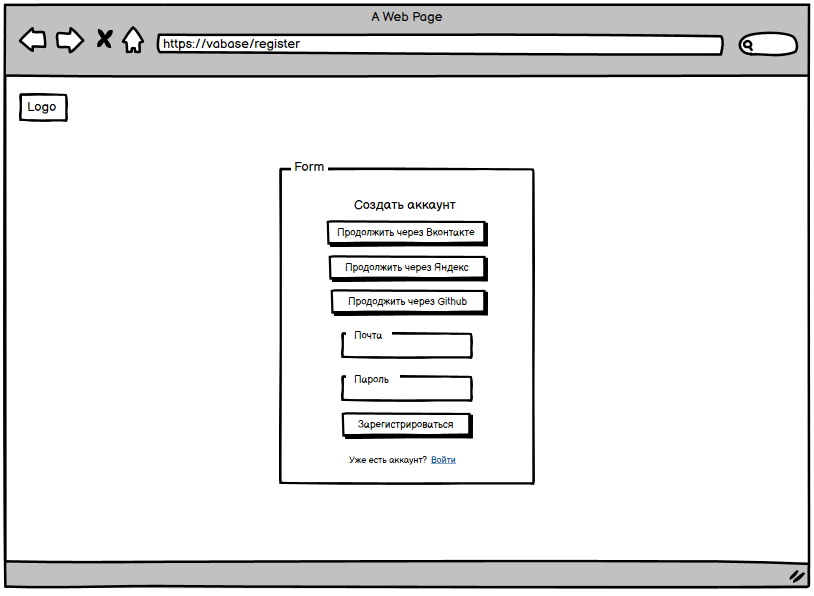 A Web Page
https://vabase/register
Logo
Form
Создать аккаунт
Продолжить через Вконтакте
Продолжить через Яндекс
Прододжить через Github
Почта
Пароль
Зарегистрироваться
Уже есть аккаунт? Войти